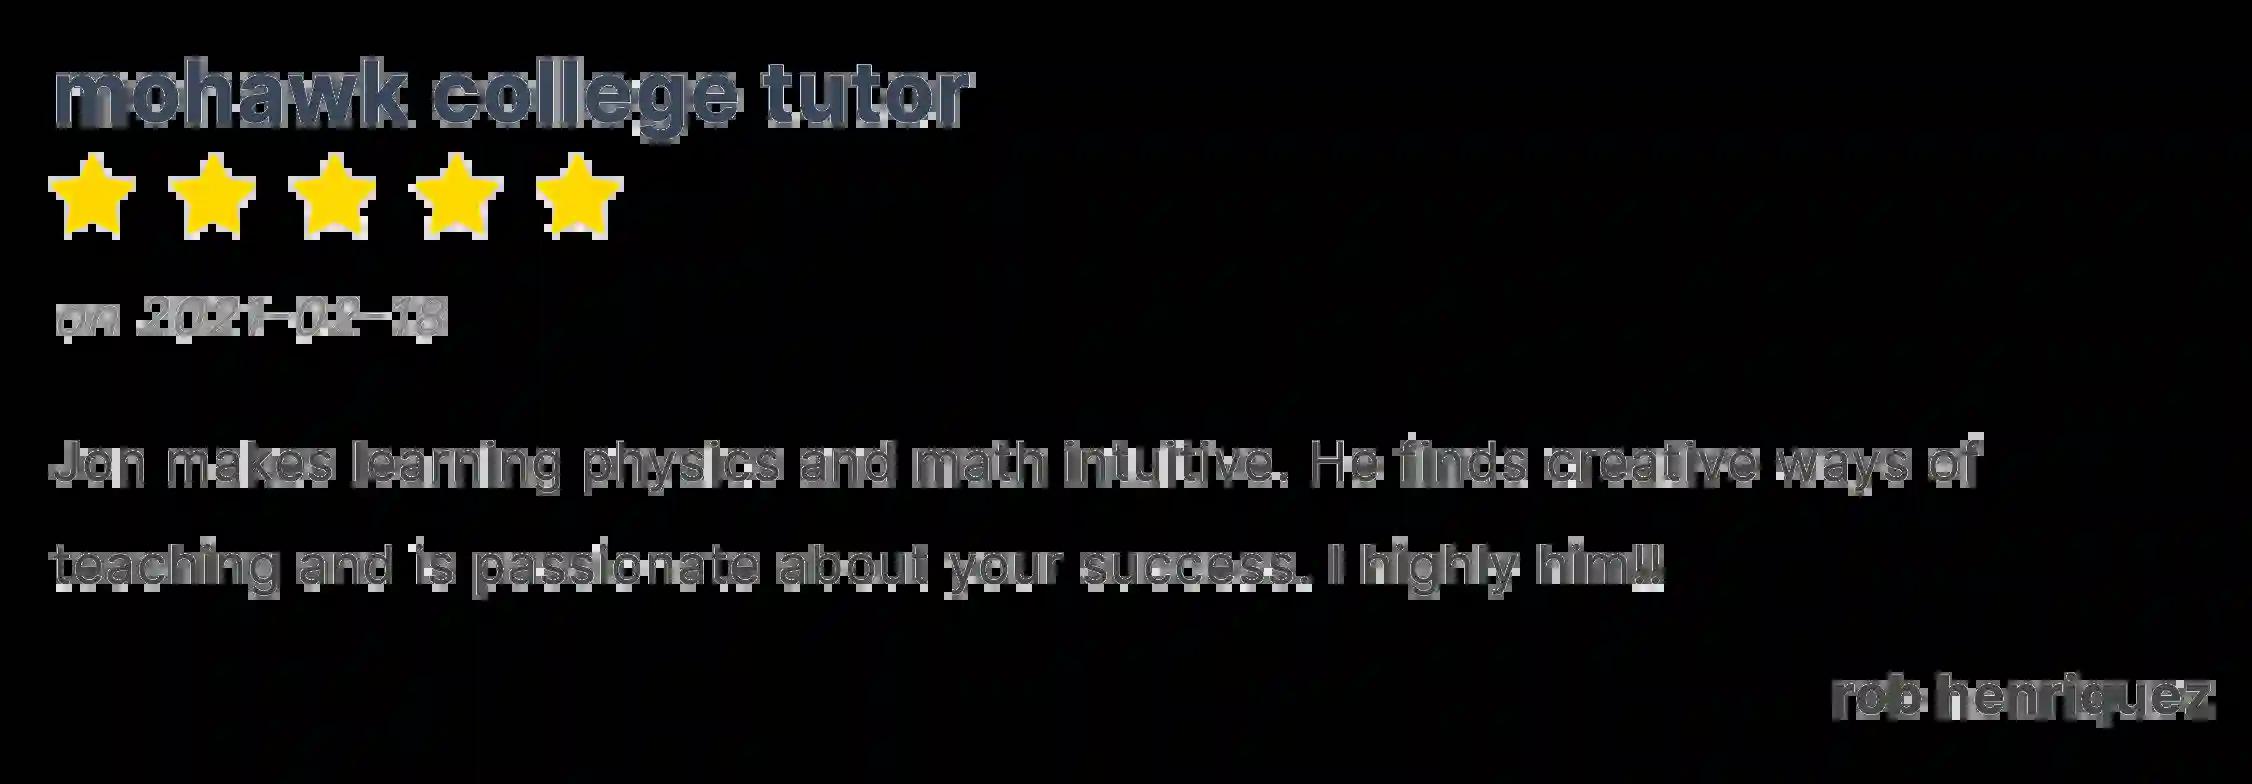 mohawk college tutor
on 2021-02-18
Jon makes learning physics and math intuitive. He finds creative ways of
teaching and is passionate about your success. I highly him!!
rob henriquez